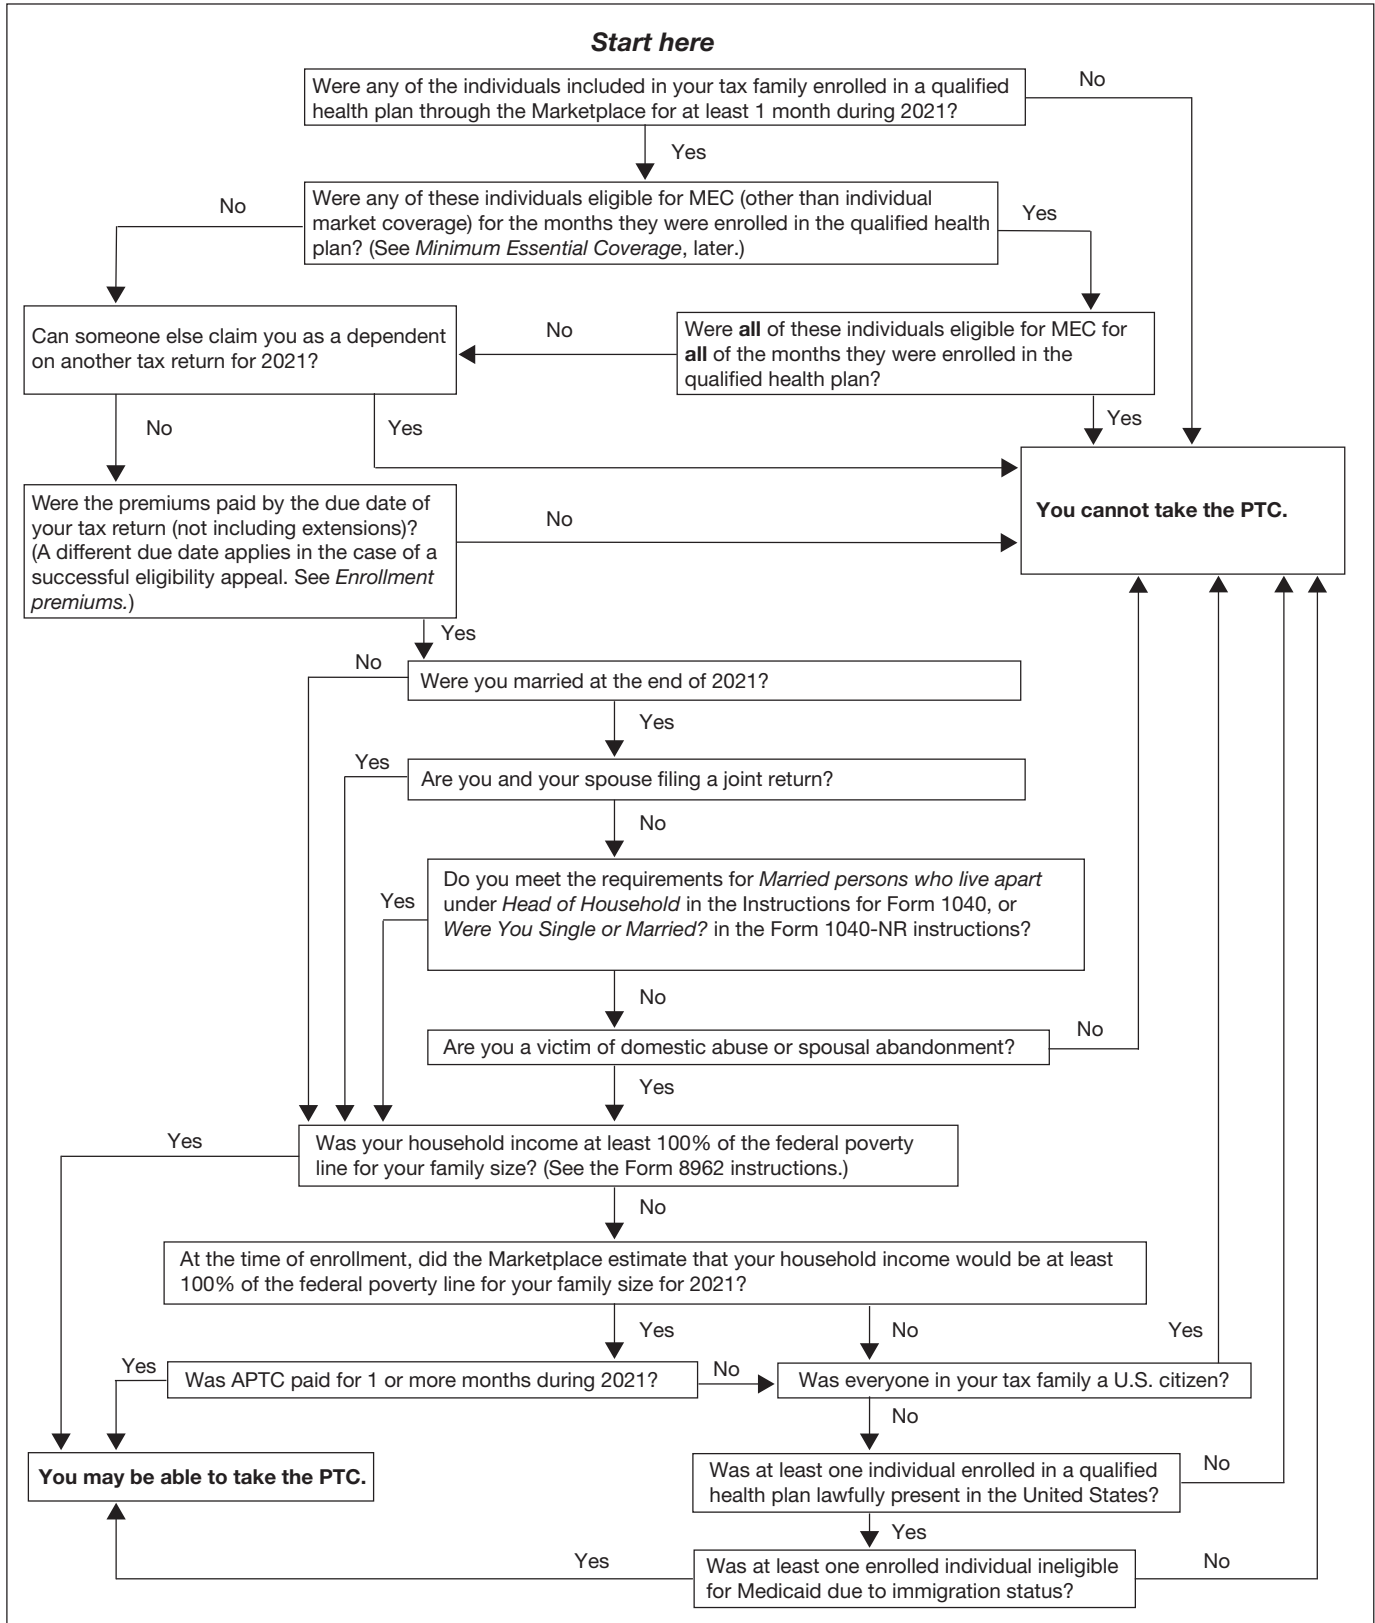 Start here
Were any of the individuals included in your tax family enrolled in a qualified
health plan through the Marketplace for at least 1 month during 2021?
No
Yes
Were any of these individuals eligible for MEC (other than individual
market coverage) for the months they were enrolled in the qualified health
plan? (See Minimum Essential Coverage, later.)
No
Yes
Can someone else claim you as a dependent
on another tax return for 2021?
No
Were all of these individuals eligible for MEC for
all of the months they were enrolled in the
qualified health plan?
No
Yes
Yes
You cannot take the PTC.
Were the premiums paid by the due date of
your tax return (not including extensions)?
(A different due date applies in the case of a
successful eligibility appeal. See Enrollment
premiums.)
No
Yes
No
Were you married at the end of 2021?
Yes
Yes
Are you and your spouse filing a joint return?
No
Yes
Do you meet the requirements for Married persons who live apart
under Head of Household in the Instructions for Form 1040, or
Were You Single or Married? in the Form 1040-NR instructions?
No
Are you a victim of domestic abuse or spousal abandonment?
No
Yes
Yes
Was your household income at least 100% of the federal poverty
line for your family size? (See the Form 8962 instructions.)
No
At the time of enrollment, did the Marketplace estimate that your household income would be at least
100% of the federal poverty line for your family size for 2021?
Yes
No
Yes
Yes
Was APTC paid for 1 or more months during 2021?
No
Was everyone in your tax family a U.S. citizen?
No
You may be able to take the PTC.
Was at least one individual enrolled in a qualified
health plan lawfully present in the United States?
No
Yes
Yes
Was at least one enrolled individual ineligible
for Medicaid due to immigration status?
No